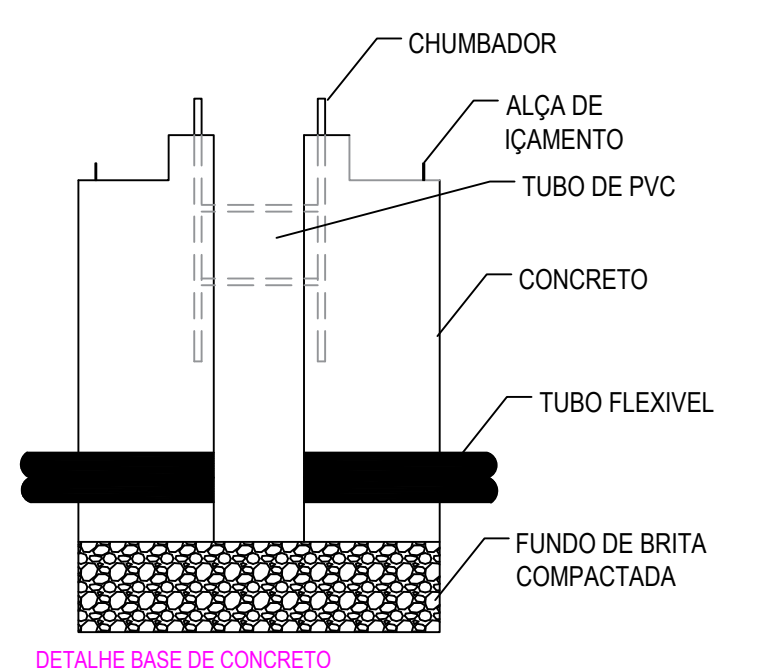 CHUMBADOR
ALÇA DE
IÇAMENTO
TUBO DE PVC
CONCRETO
TUBO FLEXIVEL
FUNDO DE BRITA
COMPACTADA
DETALHE BASE DE CONCRETO